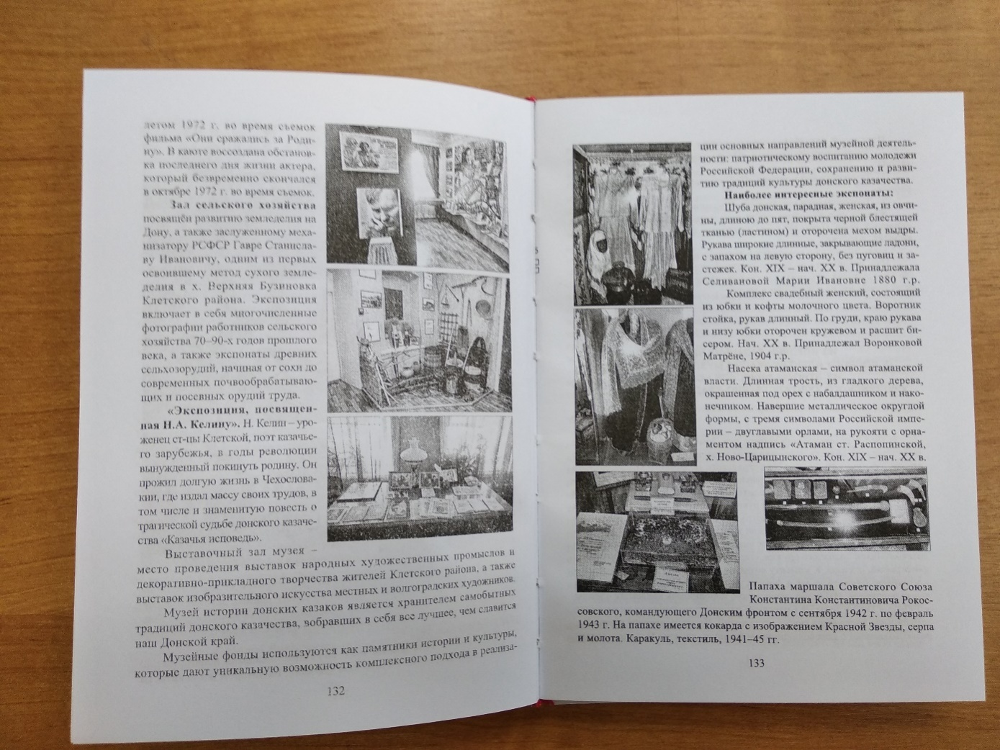 летом 1972 г. во время съемок
фильма «Они сражались за Роди-
ну». В каюте воссоздана обстанов-
ка последнего дня жизни актера,
который безвременно скончался
в октябре 1972 г. во время съемок.
Зал сельского хозяйства
посвящён развитию земледелия на
Дону, а также заслуженному меха-
низатору РСФСР Гавре Станисла-
ву Ивановичу, одним из первых
освоившему метод сухого земле-
делия в х. Верхняя Бузиновка
Клетского района. Экспозиция
включает в себя многочисленные
фотографии работников сельского
хозяйства 70–90-х годов прошлого
века, а также экспонаты древних
сельхозорудий, начиная от сохи до
современных почвообрабатываю-
щих и посевных орудий труда.
«Экспозиция, посвящен-
ная Н.А. Келину». Н. Келин – уро-
женец ст-цы Клетской, поэт казачье-
го зарубежья, в годы революции
вынужденный покинуть родину. Он
прожил долгую жизнь в Чехослова-
кии, где издал массу своих трудов, в
том числе и знаменитую повесть о
трагической судьбе донского казаче-
ства «Казачья исповедь».
Выставочный зал музея –
место проведения выставок народных художественных промыслов и
декоративно-прикладного творчества жителей Клетского района, а также
выставок изобразительного искусства местных и волгоградских художников.
Музей истории донских казаков является хранителем самобытных
традиций донского казачества, вобравших в себя все лучшее, чем славится
наш Донской край.
Музейные фонды используются как памятники истории и культуры,
которые дают уникальную возможность комплексного подхода в реализа-
132
ции основных направлений музейной деятель-
ности: патриотическому воспитанию молодежи
Российской Федерации, сохранению и разви-
тию традиций культуры донского казачества.
Наиболее интересные экспонаты:
Шуба донская, парадная, женская, из овчи-
ны, длиною до пят, покрыта черной блестящей
тканью (ластином) и оторочена мехом выдры.
Рукава широкие длинные, закрывающие ладони,
с запахом на левую сторону, без пуговиц и за-
стежек. Кон. XIX – нач. XX в. Принадлежала
Селивановой Марии Ивановне 1880 г.р.
Комплекс свадебный женский, состоящий
из юбки и кофты молочного цвета. Воротник
стойка, рукав длинный. По груди, краю рукава
и низу юбки оторочен кружевом и расшит би-
сером. Нач. XX в. Принадлежал Воронковой
Матрёне, 1904 г.р.
Насека атаманская – символ атаманской
власти. Длинная трость, из гладкого дерева,
окрашенная под орех с набалдашником и нако-
нечником. Навершие металлическое округлой
формы, с тремя символами Российской импе-
рии – двуглавыми орлами, на рукояти с орна-
ментом надпись «Атаман ст. Распопинской,
х. Ново-Царицынского». Кон. XIX – нач. XX в.
Папаха маршала Советского Союза
Константина Константиновича Рокос-
совского, командующего Донским фронтом с сентября 1942 г. по февраль
1943 г. На папахе имеется кокарда с изображением Красной Звезды, серпа
и молота. Каракуль, текстиль, 1941–45 гг.
133